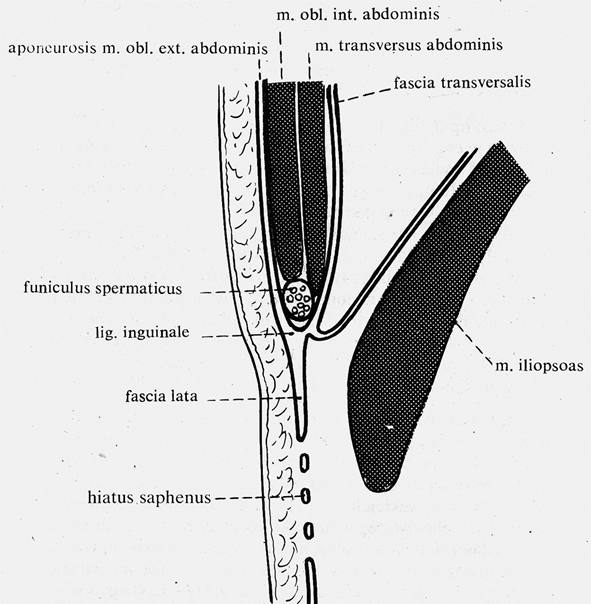 m. obl. int. abdominis
aponeurosis m. obl. ext. abdominis
m. transversus abdominis
fascia transversalis
funiculus spermaticus
lig. inguinale
m. iliopsoas
fascia lata
hiatus saphenus